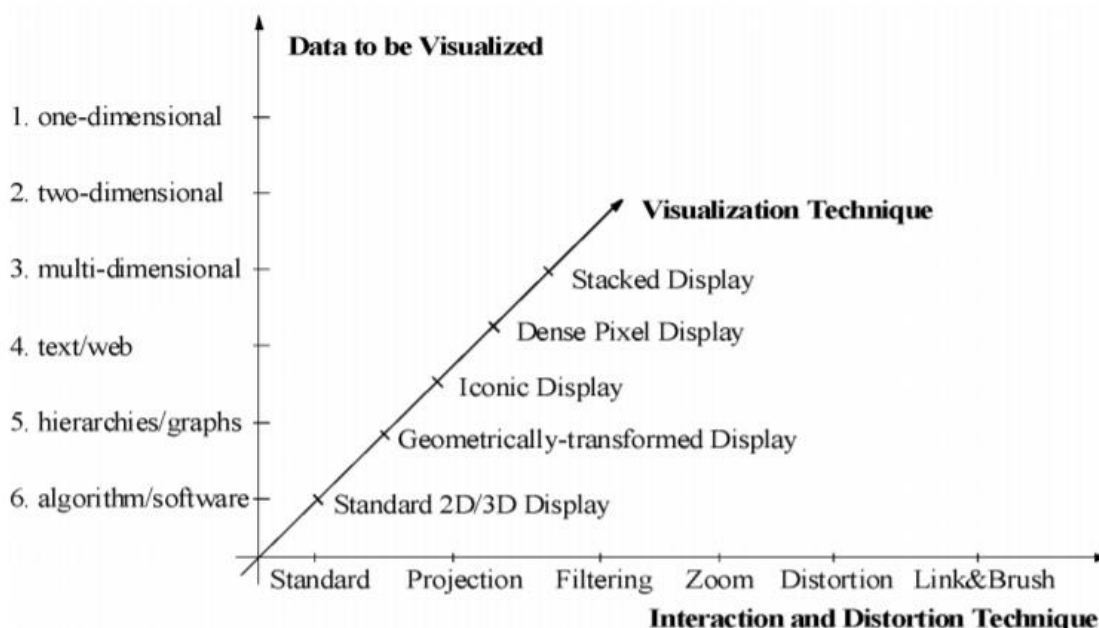 Data to be Visualized
1. one-dimensional
2. two-dimensional
Visualization Technique
3. multi-dimensional
Stacked Display
Dense Pixel Display
4. text/web
Iconic Display
5. hierarchies/graphs
Geometrically-transformed Display
6. algorithm/software
Standard 2D/3D Display
Standard Projection Filtering Zoom Distortion Link&Brush
Interaction and Distortion Technique